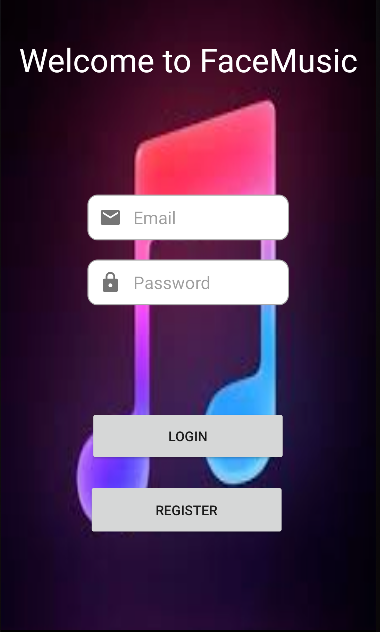 Welcome to FaceMusic
Email
Password
LOGIN
REGISTER